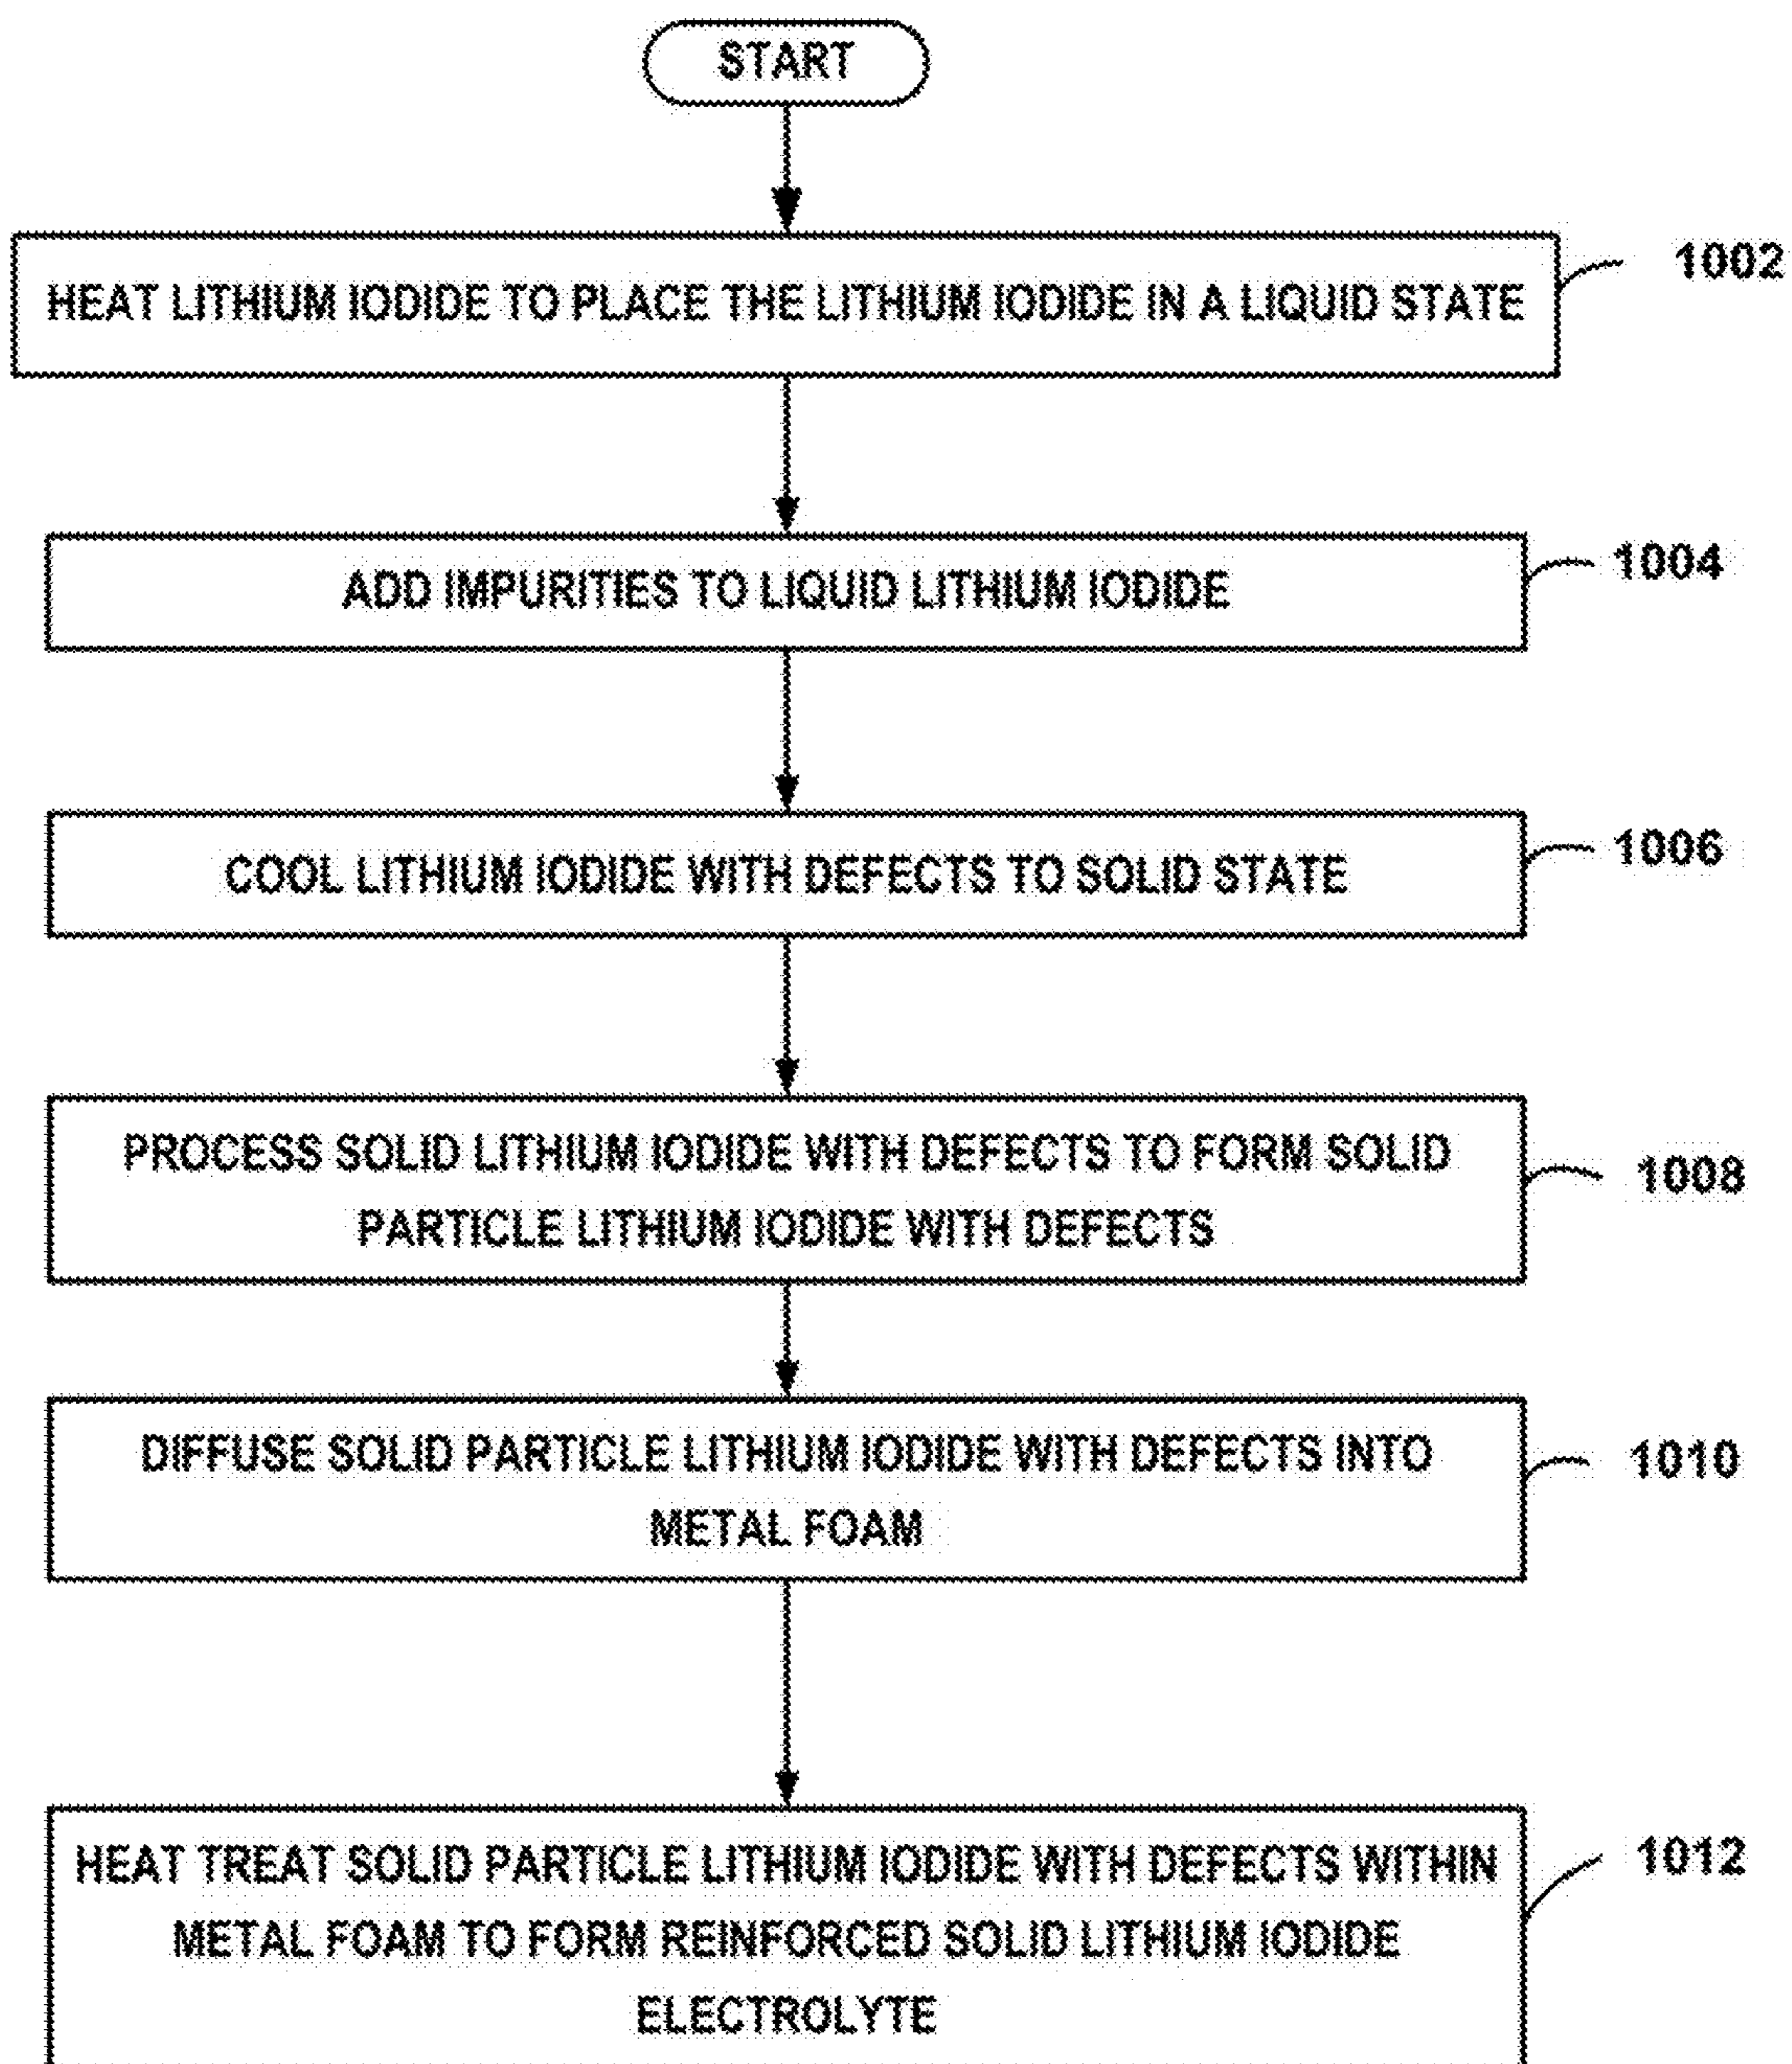 START
HEAT LITHIUM IODIDE TO PLACE THE LITHIUM IODIDE IN A LIQUID STATE
1002
ADD IMPURITIES TO LIQUID LITHIUM IODIDE
1004
COOL LITHIUM IODIDE WITH DEFECTS TO SOLID STATE
1006
PROCESS SOLID LITHIUM IODIDE WITH DEFECTS TO FORM SOLID
PARTICLE LITHIUM IODIDE WITH DEFECTS
1008
DIFFUSE SOLID PARTICLE LITHIUM IODIDE WITH DEFECTS INTO
METAL FOAM
1010
HEAT TREAT SOLID PARTICLE LITHIUM IODIDE WITH DEFECTS WITHIN
METAL FOAM TO FORM REINFORCED SOLID LITHIUM IODIDE
ELECTROLYTE
1012